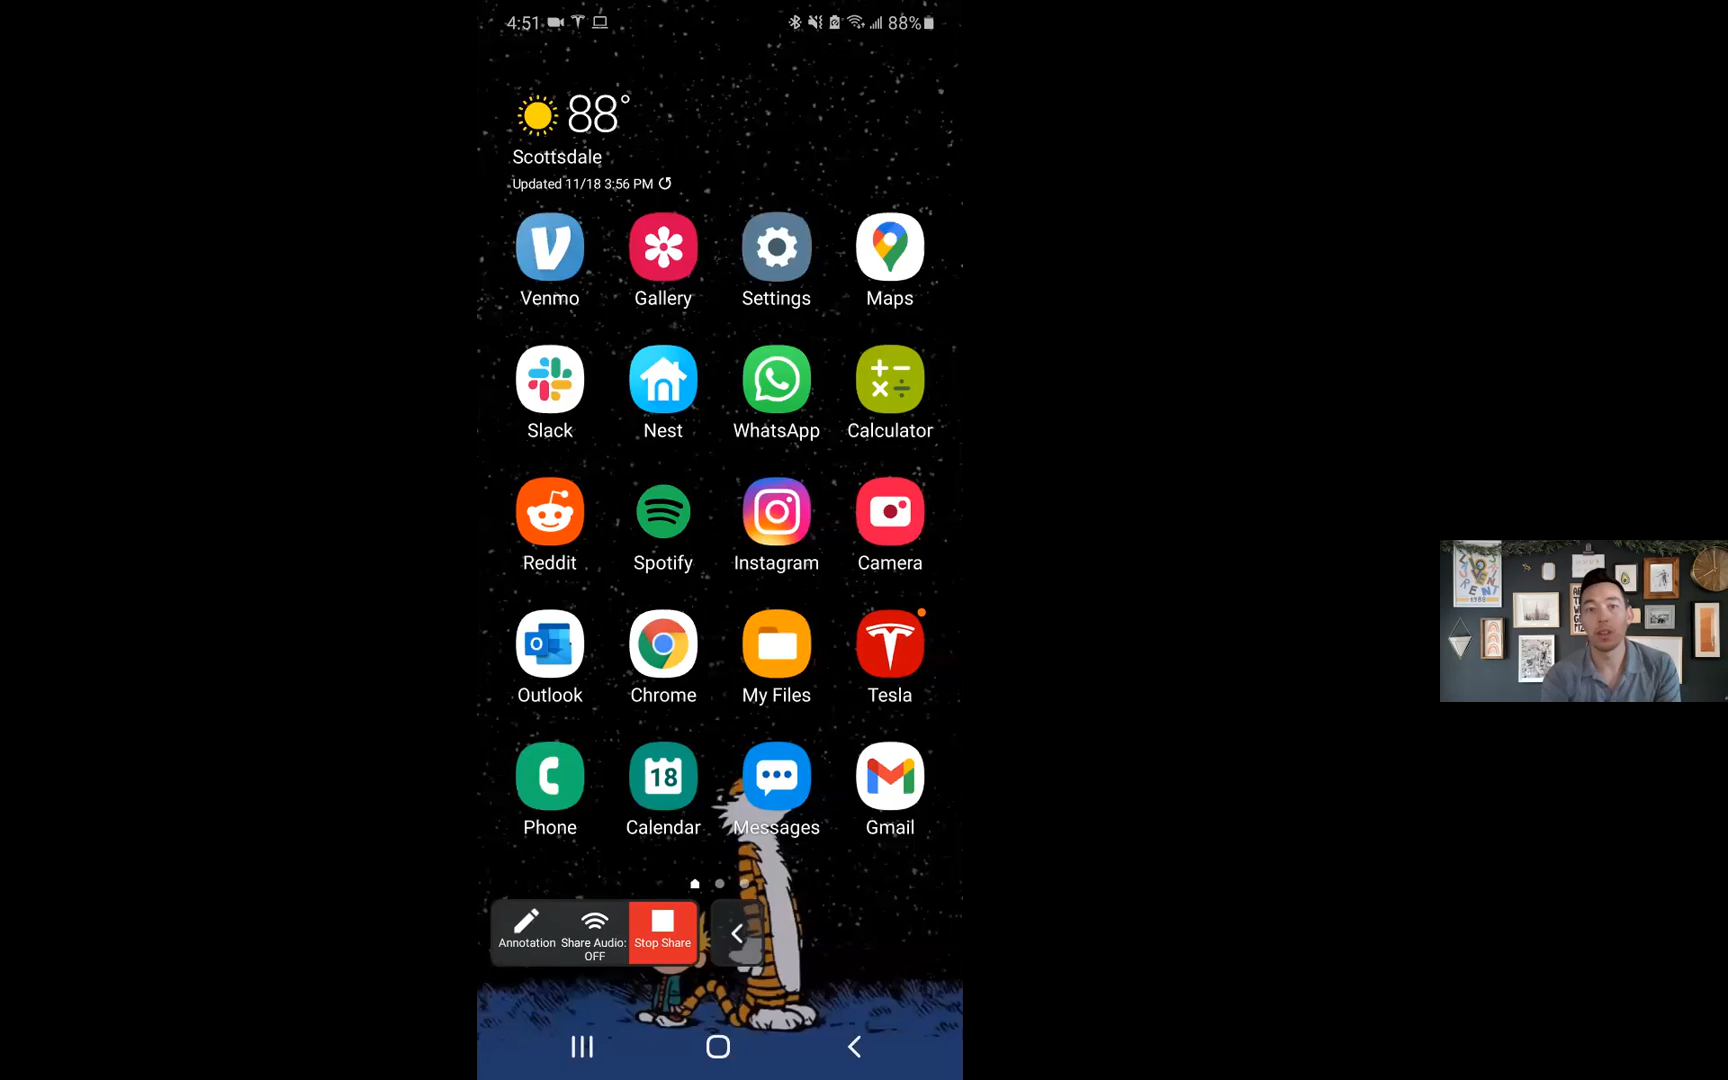 4:51 88%
88°
Scottsdale
Updated 11/18 3:56 PM
Venmo Gallery Settings Maps
Slack Nest WhatsApp Calculator
Reddit Spotify Instagram Camera
Outlook Chrome My Files Tesla
18
Phone Calendar Messages Gmail
Annotation Share Audio: OFF Stop Share